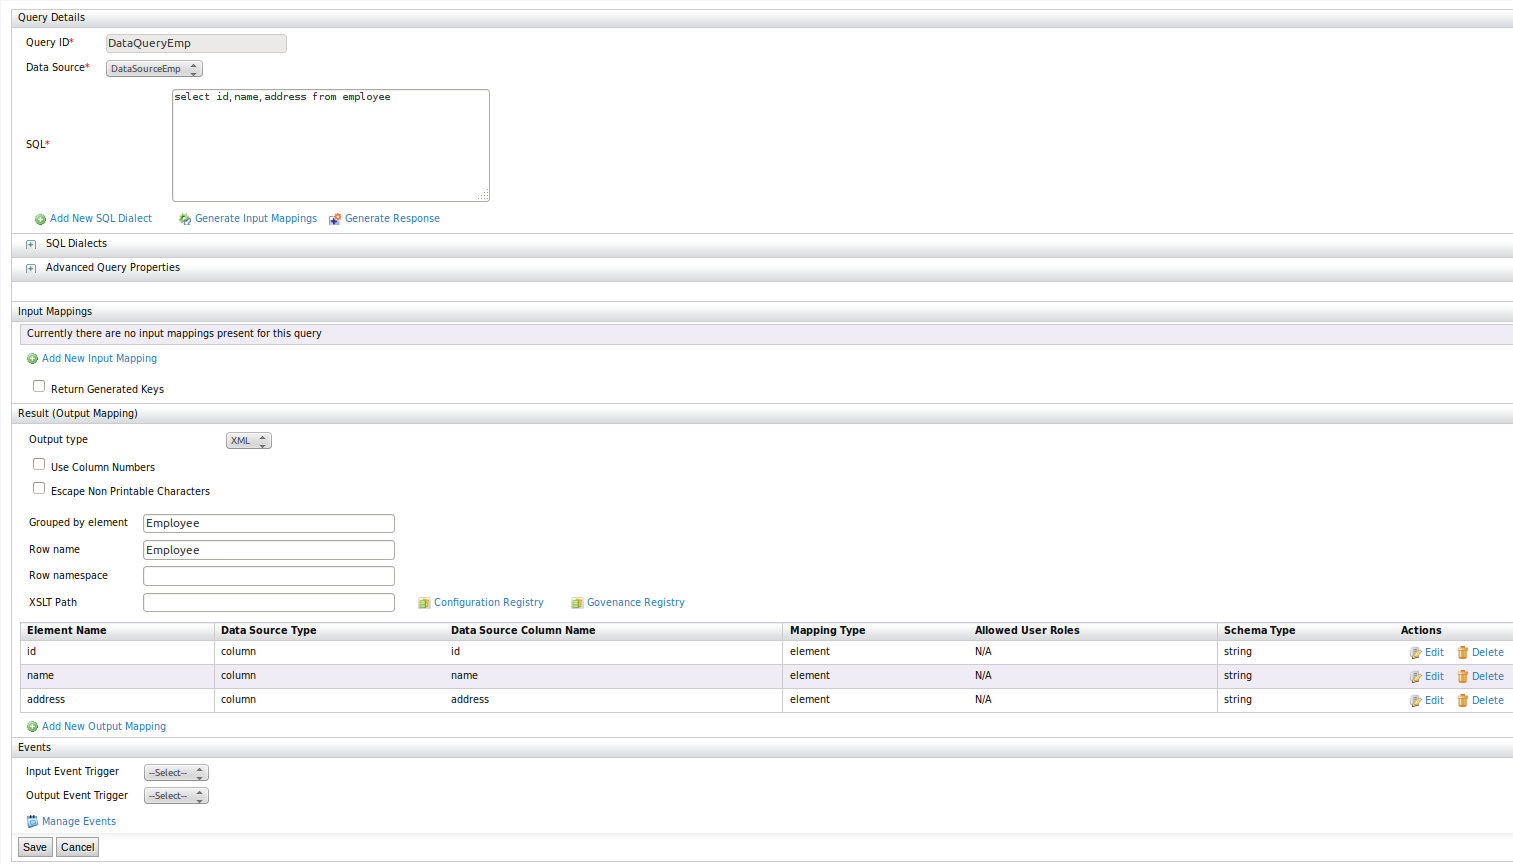 Query Details
Query ID* DataQueryEmp
Data Source* DataSourceEmp
select id,name,address from employee
SQL*
Add New SQL Dialect Generate Input Mappings Generate Response
SQL Dialects
Advanced Query Properties
Input Mappings
Currently there are no input mappings present for this query
Add New Input Mapping
Return Generated Keys
Result (Output Mapping)
Output type XML
Use Column Numbers
Escape Non Printable Characters
Grouped by element Employee
Row name Employee
Row namespace
XSLT Path Configuration Registry Govenance Registry
Element Name Data Source Type Data Source Column Name Mapping Type Allowed User Roles Schema Type Actions
id column id element N/A string Edit Delete
name column name element N/A string Edit Delete
address column address element N/A string Edit Delete
Add New Output Mapping
Events
Input Event Trigger --Select--
Output Event Trigger --Select--
Manage Events
Save Cancel